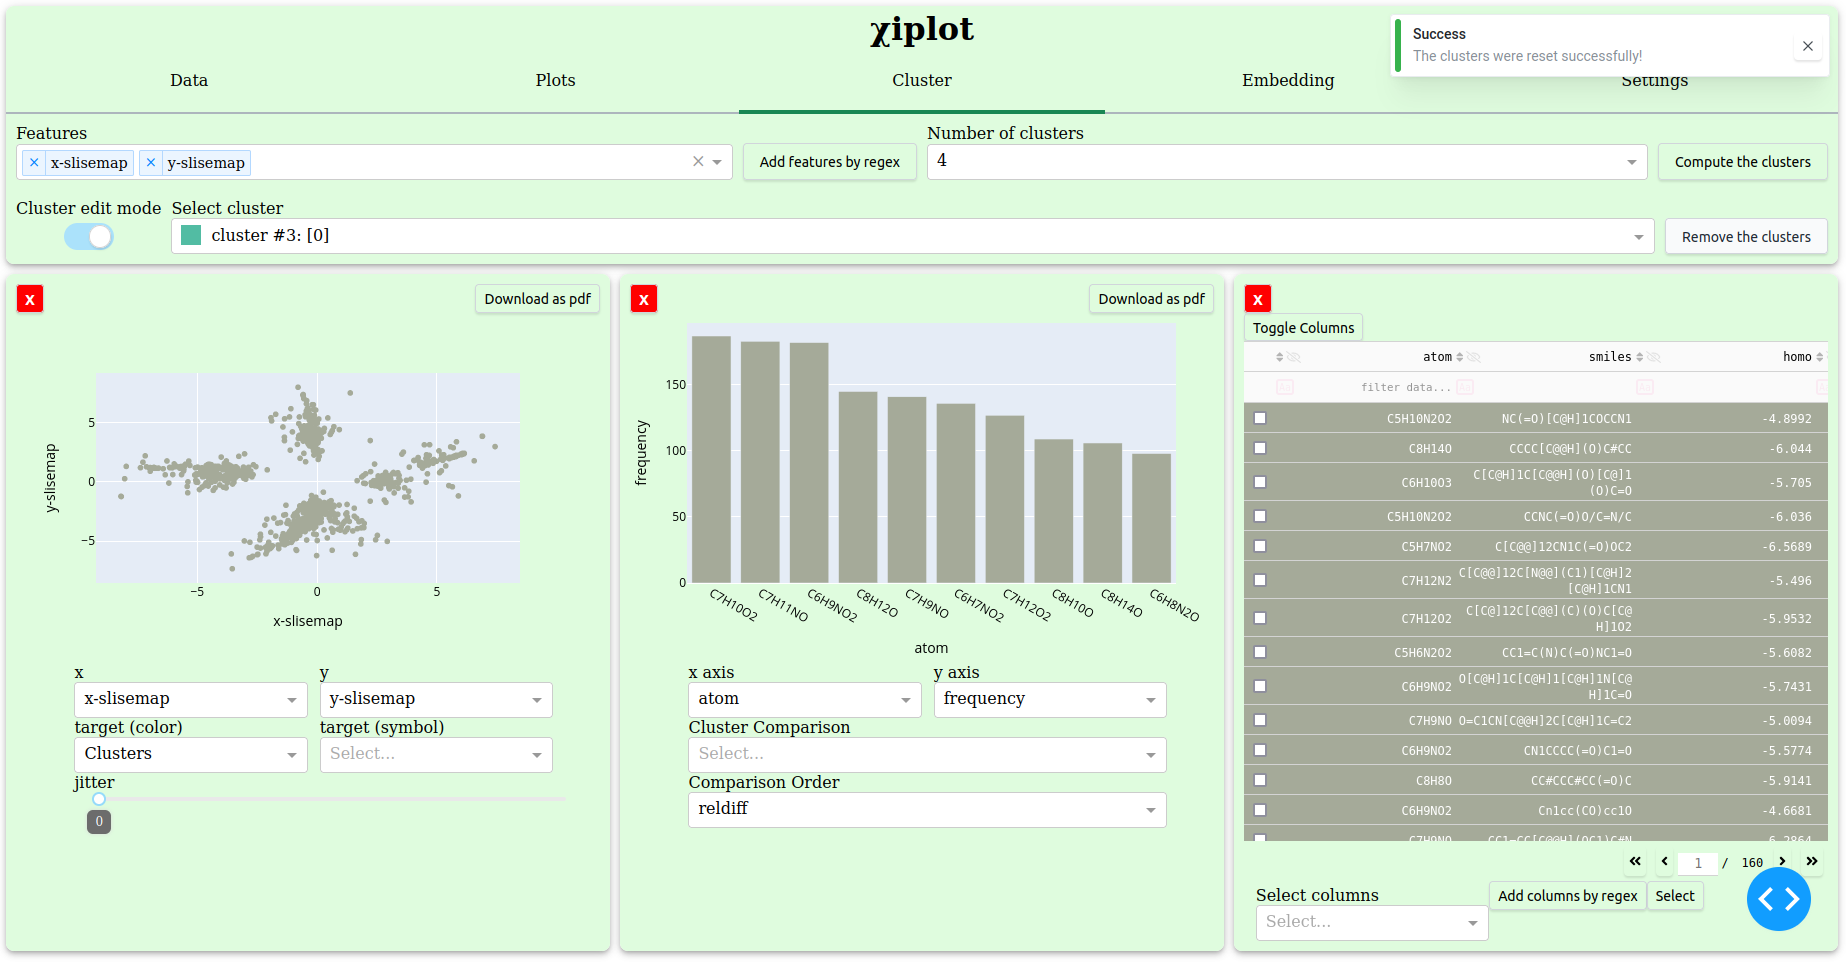 χiplot
Success
The clusters were reset successfully!
Data
Plots
Cluster
Embedding
Settings
Features
Number of clusters
× x-slisemap
× y-slisemap
Add features by regex
4
Compute the clusters
Cluster edit mode
Select cluster
cluster #3: [0]
Remove the clusters
X
Download as pdf
y-slisemap
5
0
−5
−5
0
5
x-slisemap
x
y
x-slisemap
y-slisemap
target (color)
target (symbol)
Clusters
Select...
jitter
0
X
Download as pdf
frequency
150
100
50
0
C7H10O2
C7H11NO
C6H9NO2
C8H12O
C7H9NO
C6H7NO2
C7H12O2
C8H10O
C8H14O
C6H8N2O
atom
x axis
y axis
atom
frequency
Cluster Comparison
Select...
Comparison Order
reldiff
X
Toggle Columns
atom smiles homo
filter data...
C5H10N2O2 NC(=O)[C@H]1COCCN1 -4.8992
C8H14O CCCC[C@@H](O)C#CC -6.044
C6H10O3 C[C@H]1C[C@@H](O)[C@]1
(O)C=O -5.705
C5H10N2O2 CCNC(=O)O/C=N/C -6.036
C5H7NO2 C[C@@]12CN1C(=O)OC2 -6.5689
C7H12N2 C[C@@]12C[N@@](C1)[C@H]2
[C@H]1CN1 -5.496
C7H12O2 C[C@]12C[C@@](C)(O)C[C@
H]1O2 -5.9532
C5H6N2O2 CC1=C(N)C(=O)NC1=O -5.6082
C6H9NO2 O[C@H]1C[C@H]1[C@H]1N[C@
H]1C=O -5.7431
C7H9NO O=C1CN[C@@H]2C[C@H]1C=C2 -5.0094
C6H9NO2 CN1CCCC(=O)C1=O -5.5774
C8H8O CC#CCC#CC(=O)C -5.9141
C6H9NO2 Cn1cc(CO)cc1O -4.6681
C7H9NO CC1=CC[C@@H](OC1)C#N -6.2864
1 / 160
Select columns
Add columns by regex
Select
Select...